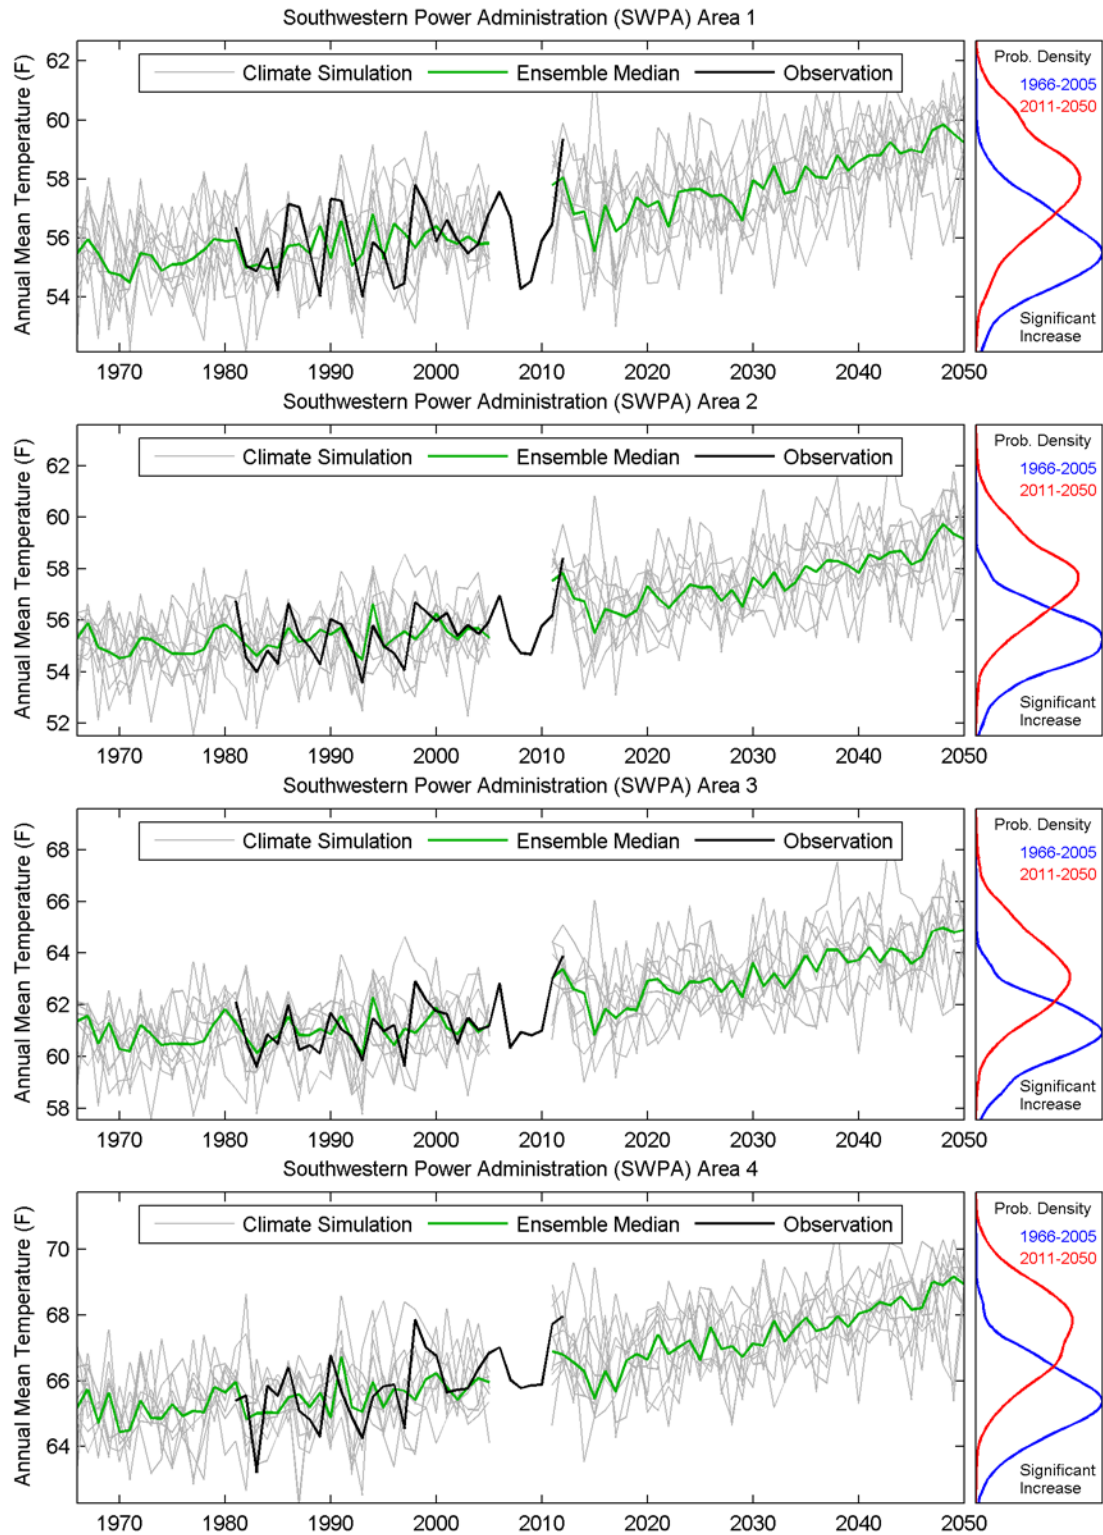 Southwestern Power Administration (SWPA) Area 1
Annual Mean Temperature (F)
62
60
58
56
54
Climate Simulation Ensemble Median Observation
1970 1980 1990 2000 2010 2020 2030 2040 2050
Prob. Density
1966-2005
2011-2050
Significant
Increase
Southwestern Power Administration (SWPA) Area 2
Annual Mean Temperature (F)
62
60
58
56
54
52
Climate Simulation Ensemble Median Observation
1970 1980 1990 2000 2010 2020 2030 2040 2050
Prob. Density
1966-2005
2011-2050
Significant
Increase
Southwestern Power Administration (SWPA) Area 3
Annual Mean Temperature (F)
68
66
64
62
60
58
Climate Simulation Ensemble Median Observation
1970 1980 1990 2000 2010 2020 2030 2040 2050
Prob. Density
1966-2005
2011-2050
Significant
Increase
Southwestern Power Administration (SWPA) Area 4
Annual Mean Temperature (F)
70
68
66
64
Climate Simulation Ensemble Median Observation
1970 1980 1990 2000 2010 2020 2030 2040 2050
Prob. Density
1966-2005
2011-2050
Significant
Increase